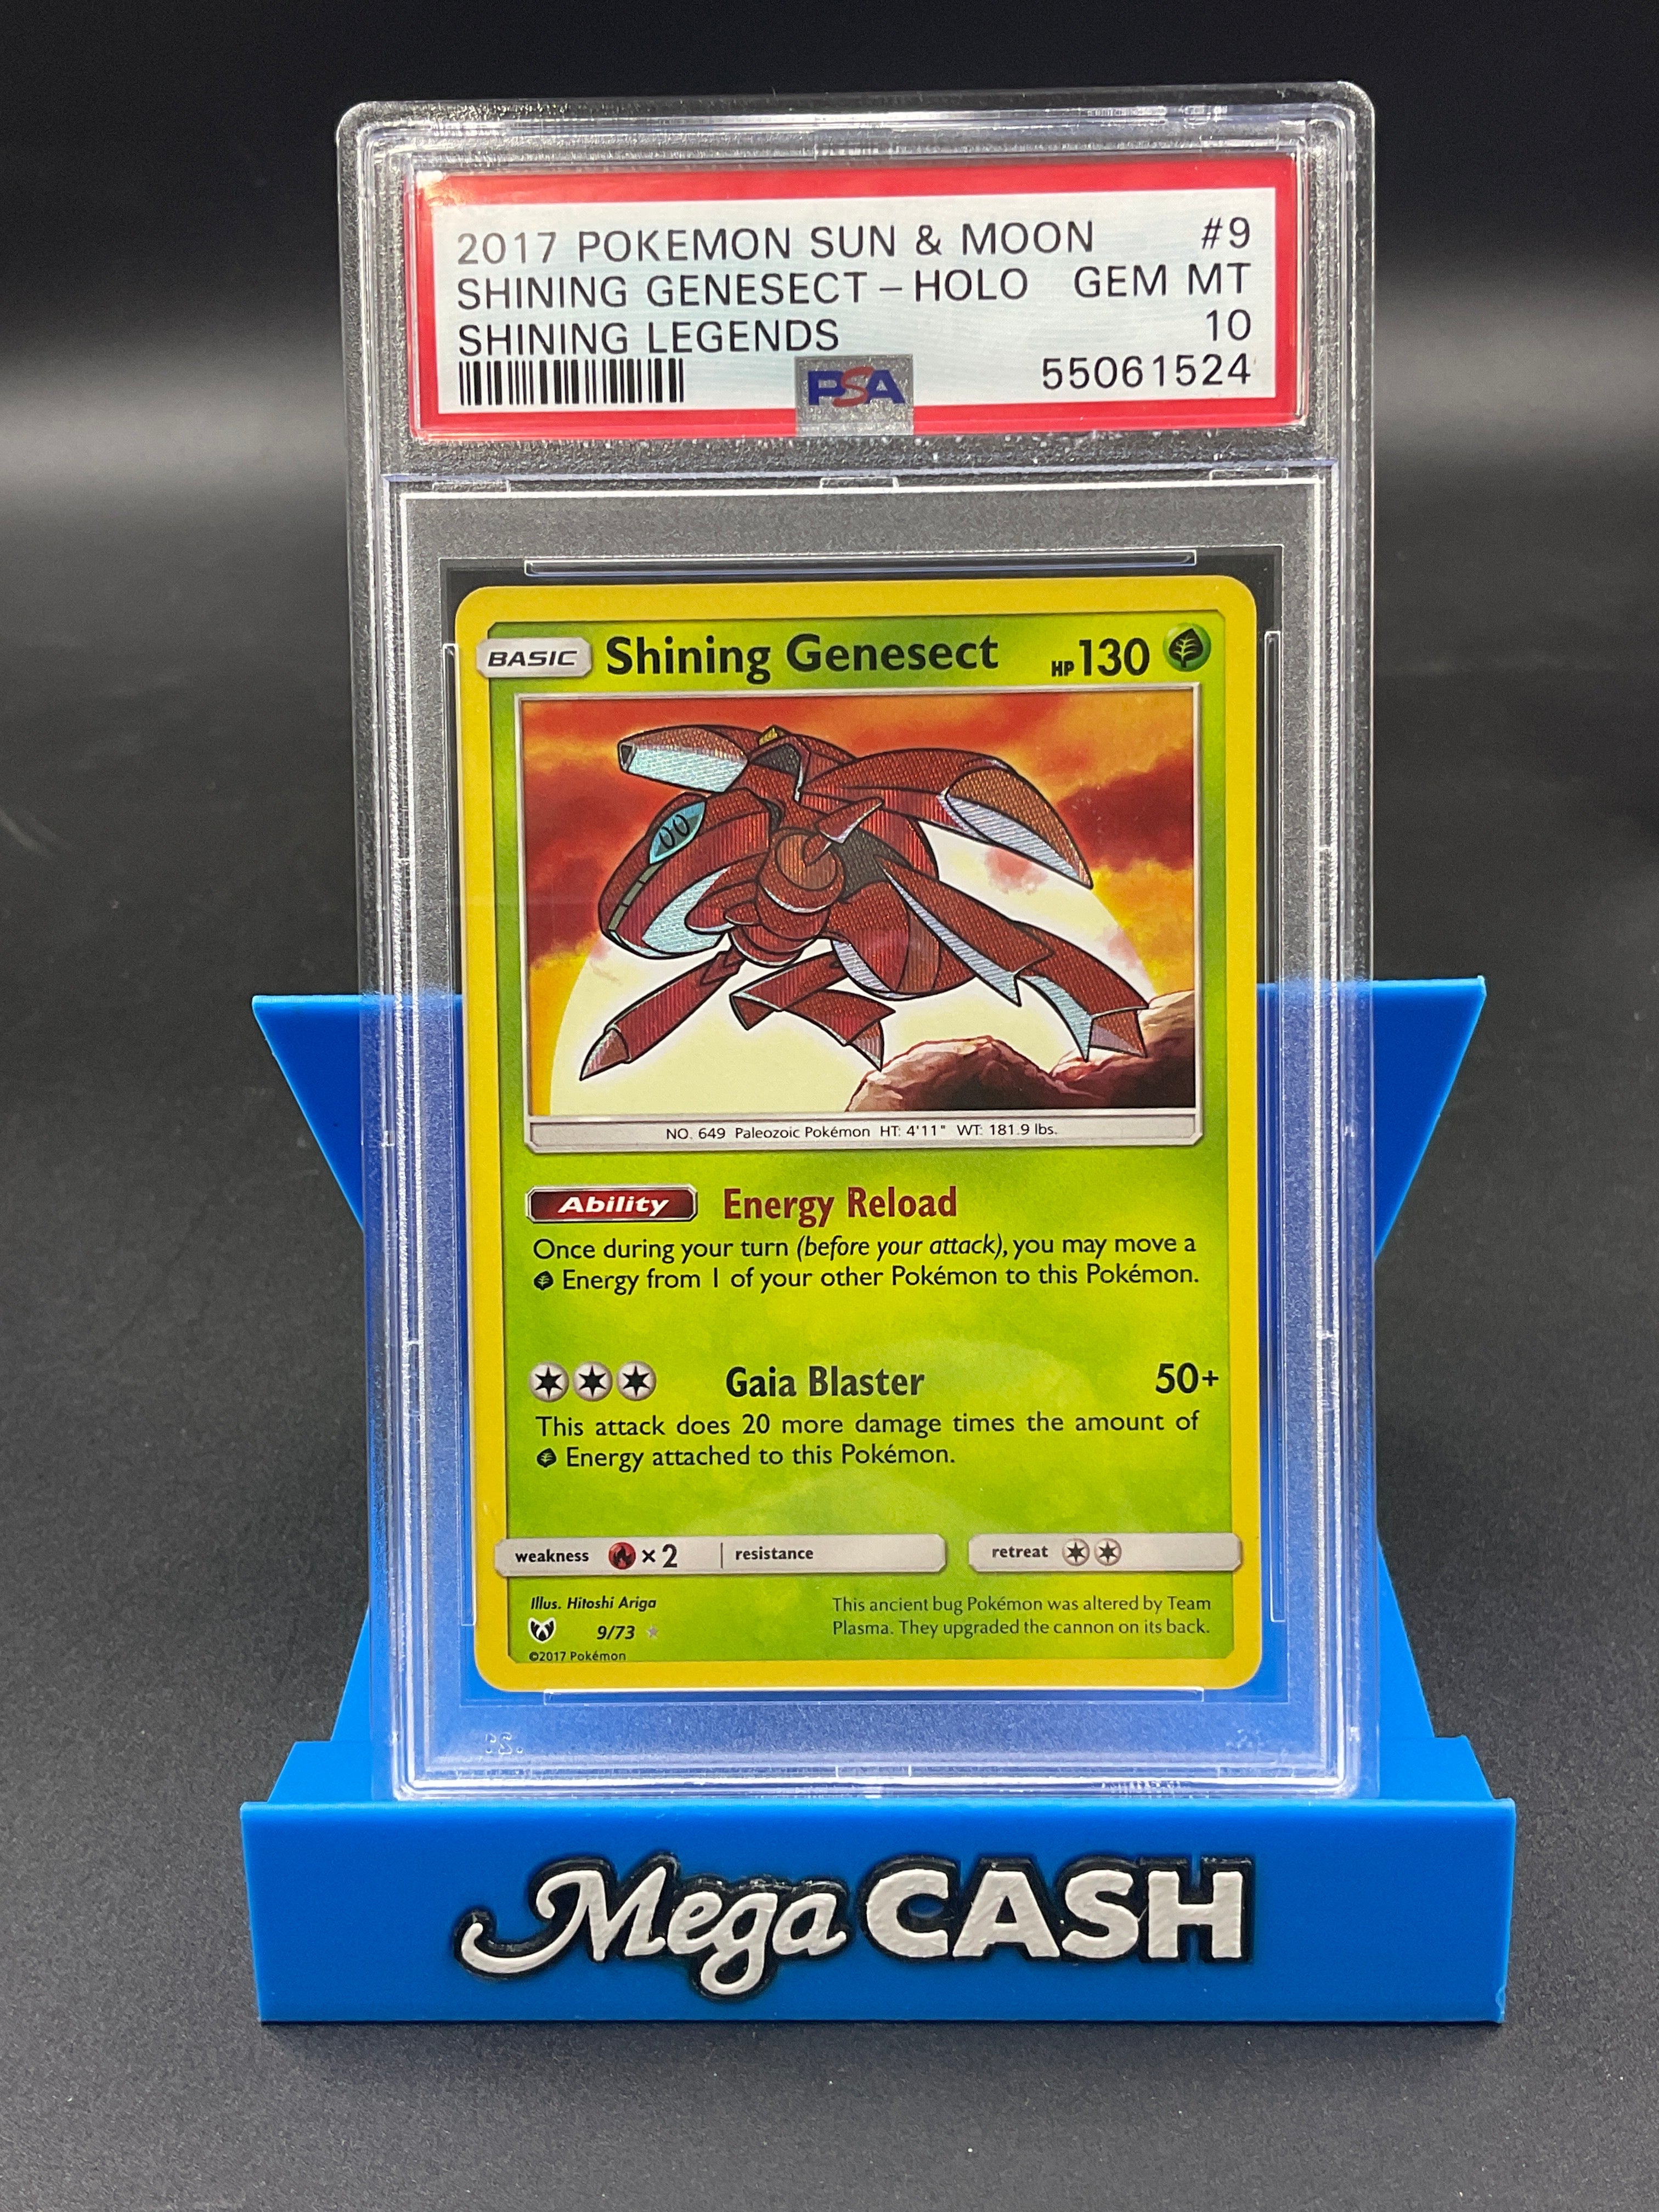 2017 POKEMON SUN & MOON #9
SHINING GENESECT – HOLO GEM MT
SHINING LEGENDS 10
PSA 55061524
BASIC Shining Genesect HP 130
NO. 649 Paleozoic Pokémon HT: 4'11" WT: 181.9 lbs.
Ability Energy Reload
Once during your turn (before your attack), you may move a
Energy from 1 of your other Pokémon to this Pokémon.
Gaia Blaster 50+
This attack does 20 more damage times the amount of
Energy attached to this Pokémon.
weakness ×2 resistance retreat
Illus. Hitoshi Ariga
9/73
©2017 Pokémon
This ancient bug Pokémon was altered by Team
Plasma. They upgraded the cannon on its back.
Mega CASH